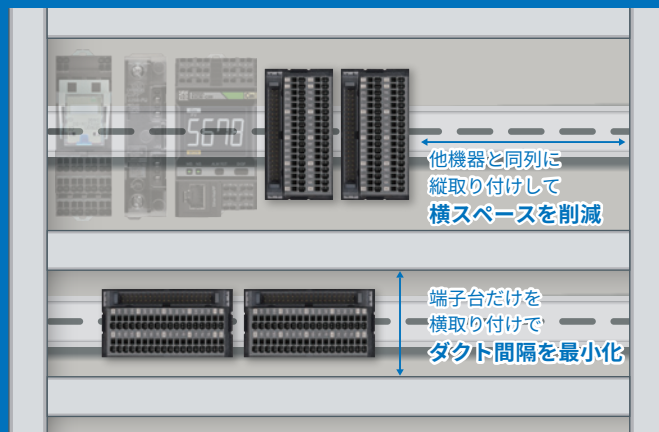 5678
他機器と同列に
縦取り付けして
横スペースを削減
端子台だけを
横取り付けで
ダクト間隔を最小化